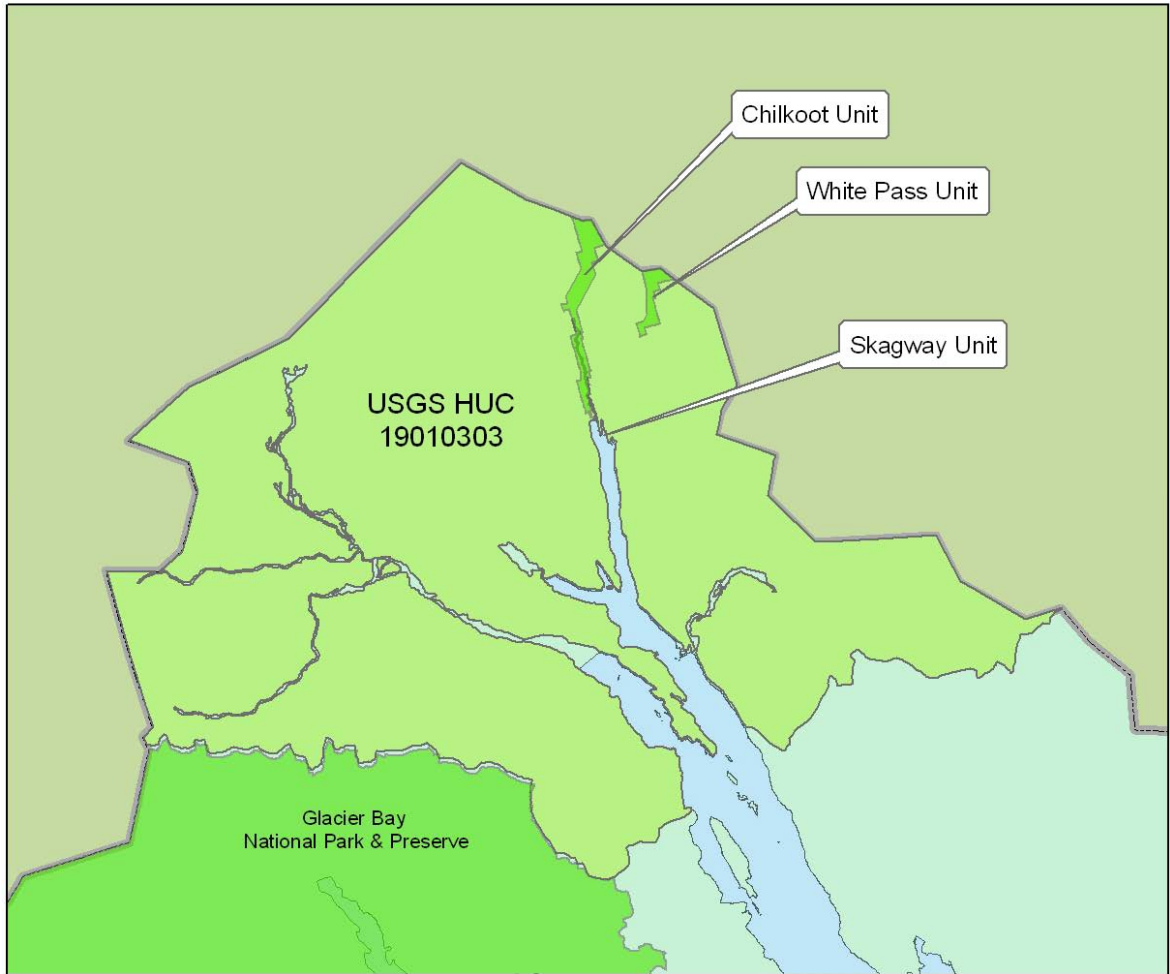 Chilkoot Unit
White Pass Unit
Skagway Unit
USGS HUC
19010303
Glacier Bay
National Park & Preserve